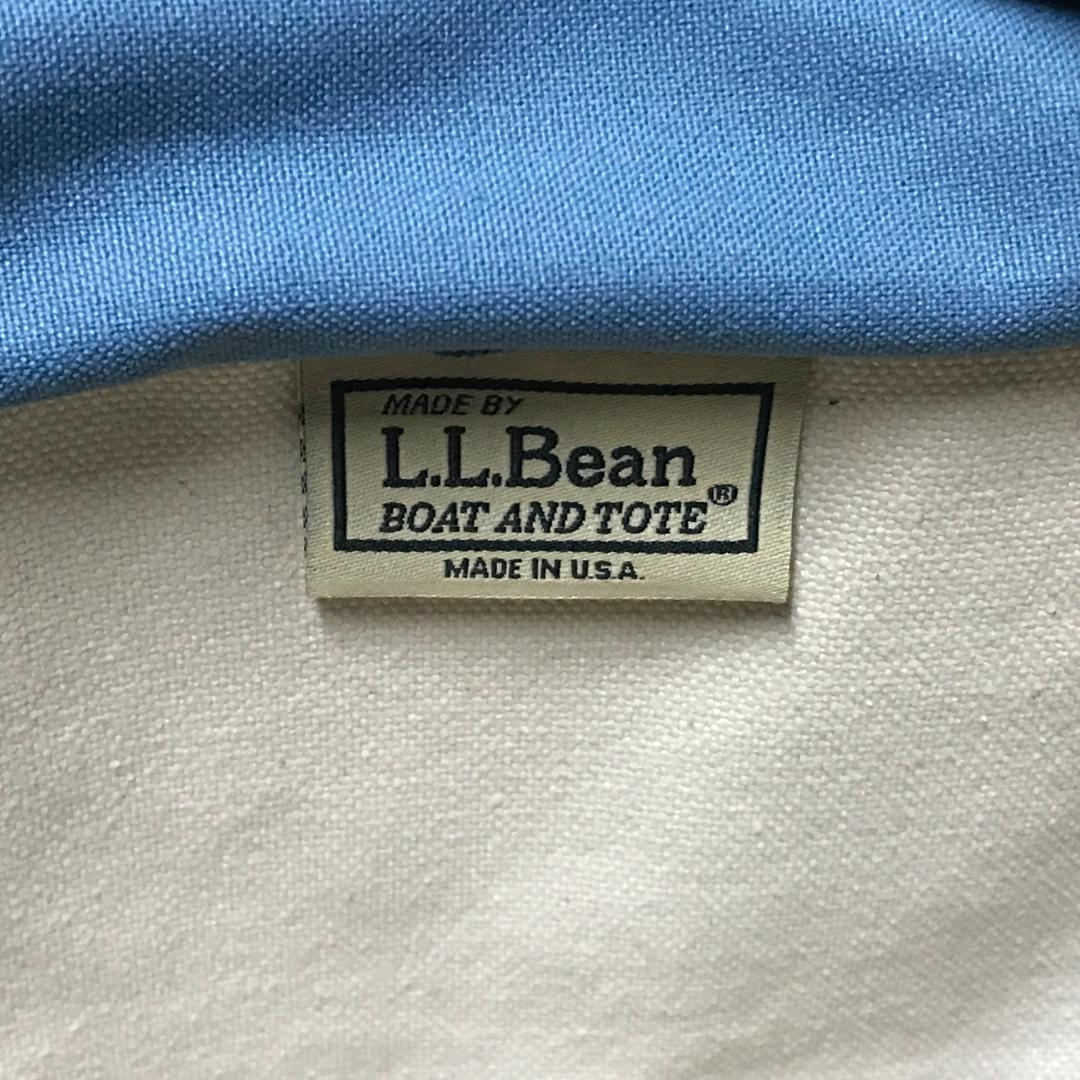 MADE BY
L.L.Bean
BOAT AND TOTE®
MADE IN U.S.A.